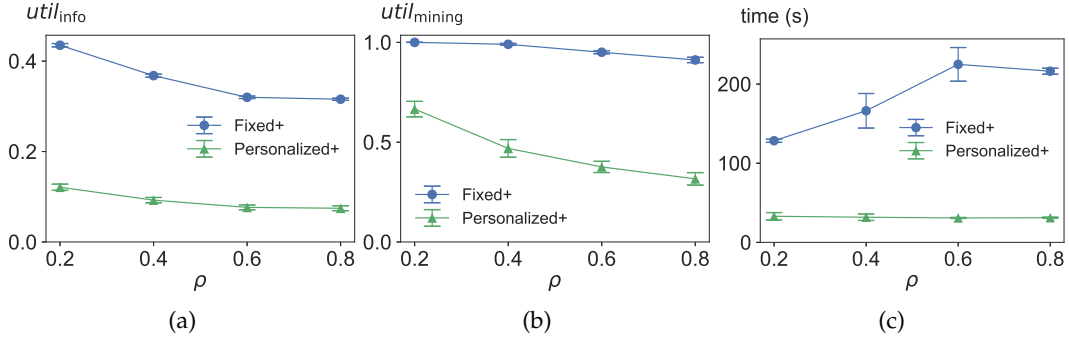 util_info
0.4
0.2
0.0
Fixed+
Personalized+
0.2 0.4 0.6 0.8
ρ
(a)
util_mining
1.0
0.5
0.0
Fixed+
Personalized+
0.2 0.4 0.6 0.8
ρ
(b)
time (s)
200
100
0
Fixed+
Personalized+
0.2 0.4 0.6 0.8
ρ
(c)